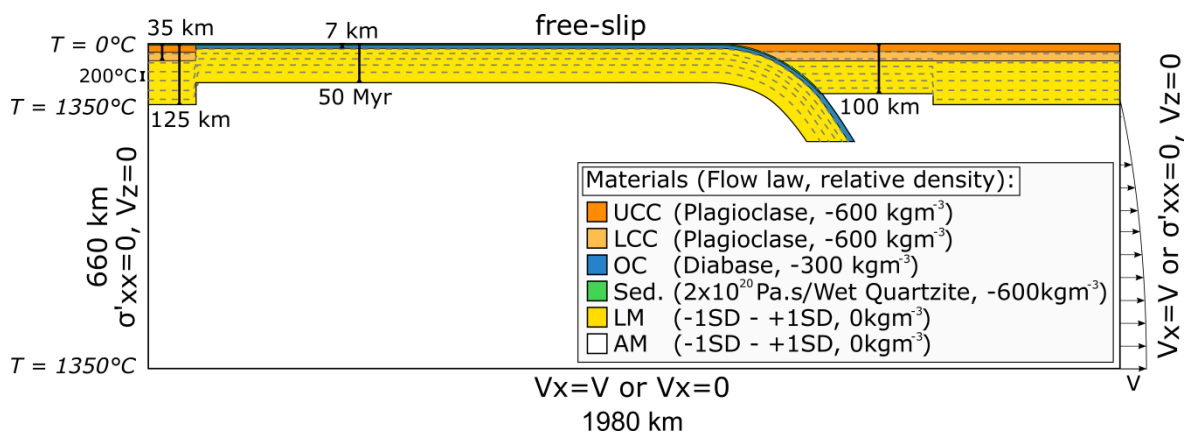 35 km
7 km
free-slip
T = 0°C
200°C
50 Myr
T = 1350°C
125 km
100 km
660 km
σ'xx=0, Vz=0
Materials (Flow law, relative density):
UCC (Plagioclase, -600 kgm⁻³)
LCC (Plagioclase, -600 kgm⁻³)
OC (Diabase, -300 kgm⁻³)
Sed. (2x10²⁰Pa.s/Wet Quartzite, -600kgm⁻³)
LM (-1SD - +1SD, 0kgm⁻³)
AM (-1SD - +1SD, 0kgm⁻³)
Vx=V or σ'xx=0, Vz=0
T = 1350°C
V
Vx=V or Vx=0
1980 km